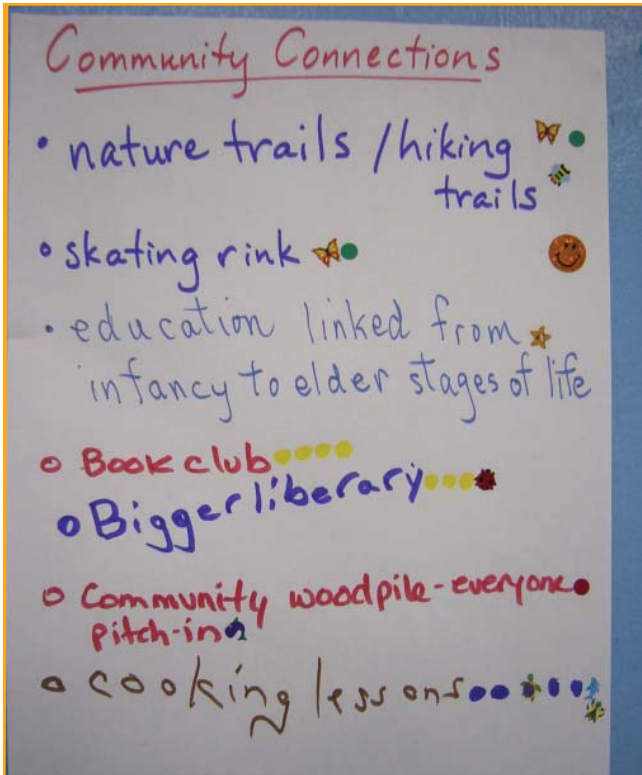 Community Connections
• nature trails / hiking
trails
• skating rink
• education linked from
infancy to elder stages of life
o Book club
o Bigger liberary
o Community woodpile - everyone
pitch-in
o cooking lessons